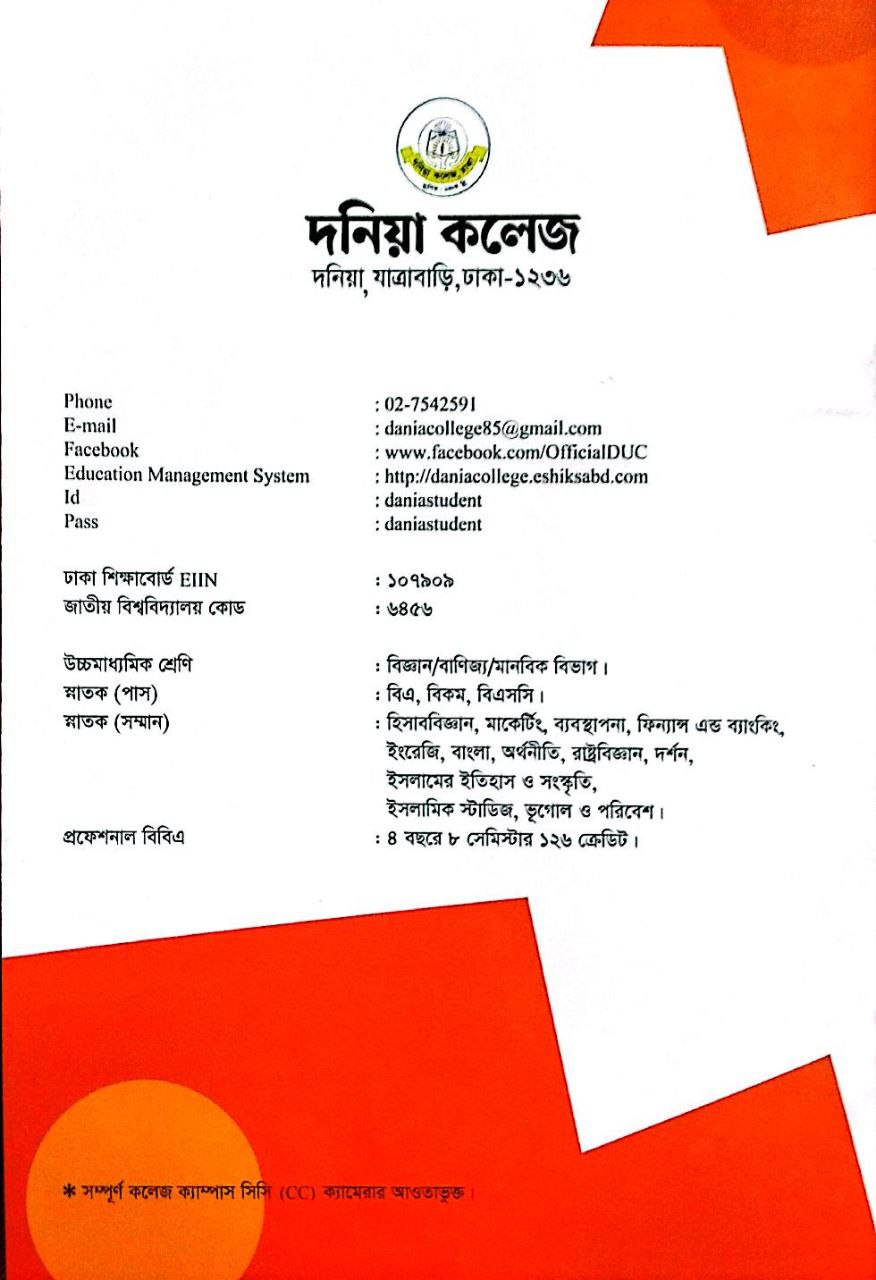 দনিয়া কলেজ, ঢাকা
দনিয়া কলেজ
দনিয়া, যাত্রাবাড়ি,ঢাকা-১২৩৬
Phone : 02-7542591
E-mail : daniacollege85@gmail.com
Facebook : www.facebook.com/OfficialDUC
Education Management System : http://daniacollege.eshiksabd.com
Id : daniastudent
Pass : daniastudent
ঢাকা শিক্ষাবোর্ড EIIN : ১০৭৯০৯
জাতীয় বিশ্ববিদ্যালয় কোড : ৬৪৫৬
উচ্চমাধ্যমিক শ্রেণি : বিজ্ঞান/বাণিজ্য/মানবিক বিভাগ।
স্নাতক (পাস) : বিএ, বিকম, বিএসসি।
স্নাতক (সম্মান) : হিসাববিজ্ঞান, মাকের্টিং, ব্যবস্থাপনা, ফিন্যান্স এন্ড ব্যাংকিং,
ইংরেজি, বাংলা, অর্থনীতি, রাষ্ট্রবিজ্ঞান, দর্শন,
ইসলামের ইতিহাস ও সংস্কৃতি,
ইসলামিক স্টাডিজ, ভূগোল ও পরিবেশ।
প্রফেশনাল বিবিএ : ৪ বছরে ৮ সেমিস্টার ১২৬ ক্রেডিট।
* সম্পূর্ণ কলেজ ক্যাম্পাস সিসি (CC) ক্যামেরার আওতাভুক্ত।